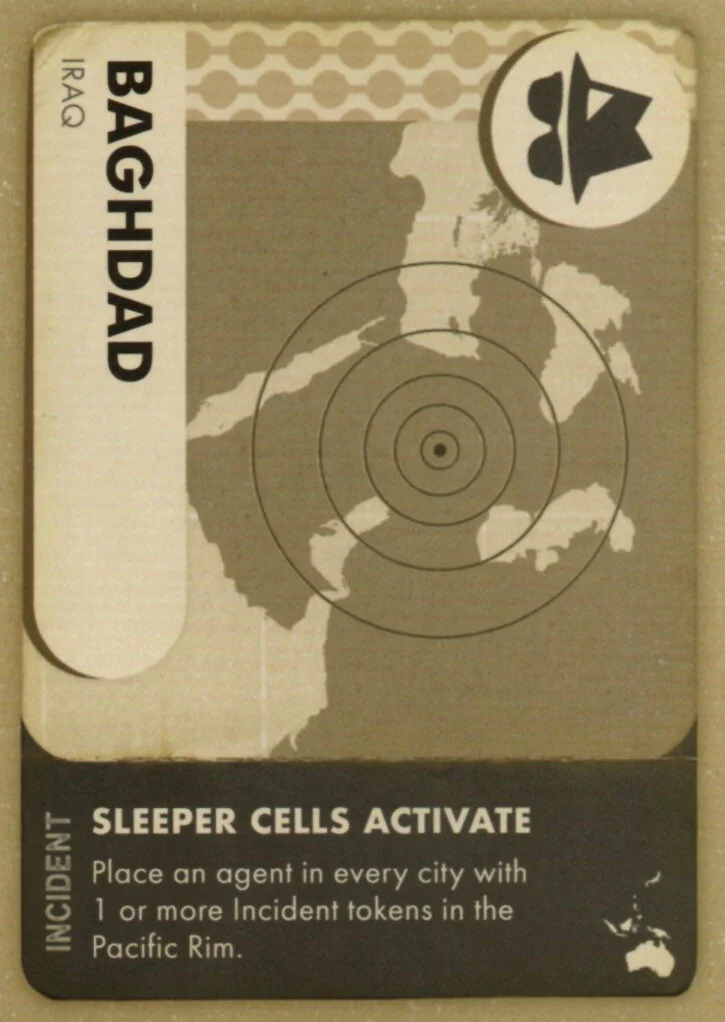 BAGHDAD
IRAQ
INCIDENT
SLEEPER CELLS ACTIVATE
Place an agent in every city with
1 or more Incident tokens in the
Pacific Rim.